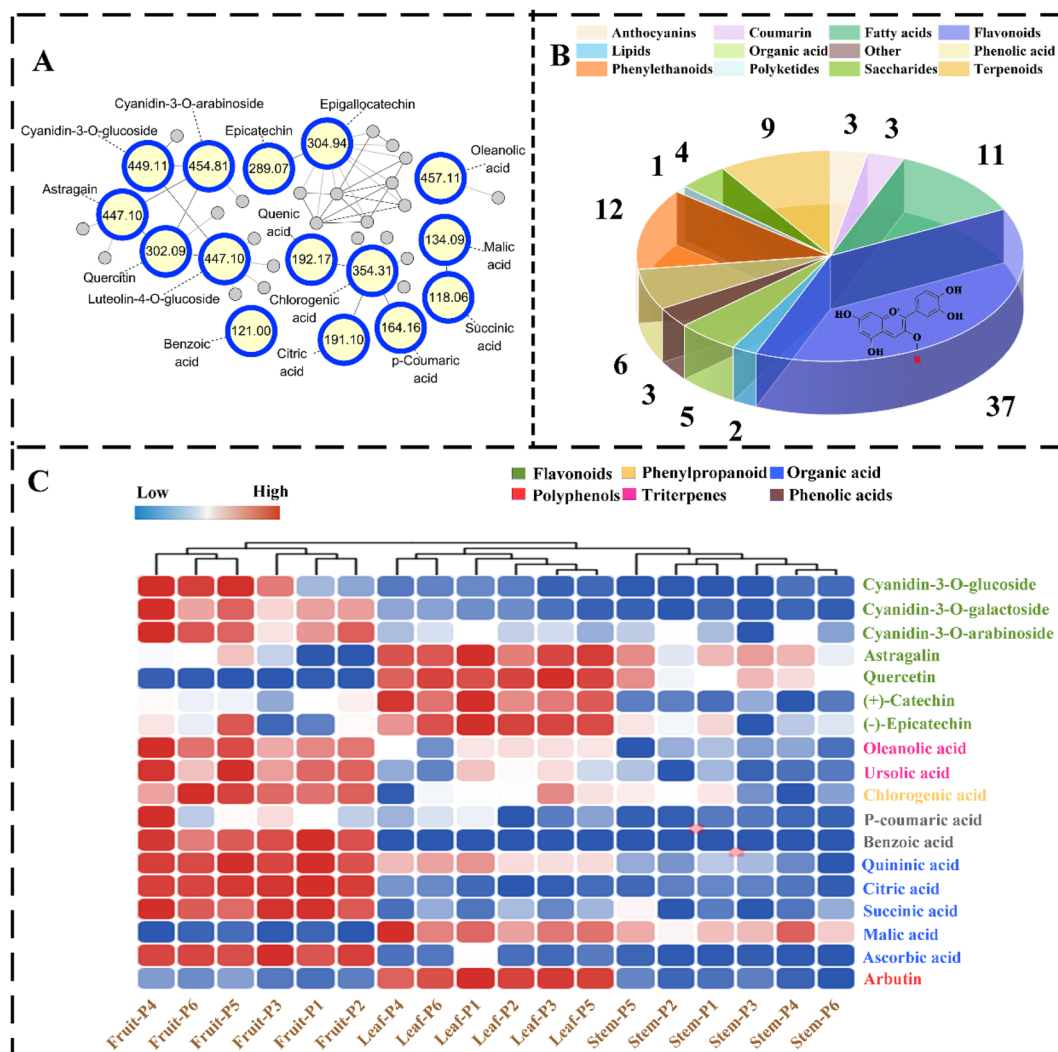 A
Cyanidin-3-O-arabinoside
Epigallocatechin
Cyanidin-3-O-glucoside
Epicatechin
Oleanolic
acid
304.94
449.11
454.81
289.07
457.11
Astragain
447.10
Quenic
acid
134.09
Malic
acid
302.09
447.10
192.17
354.31
Quercitin
Luteolin-4-O-glucoside
Chlorogenic
acid
118.06
Succinic
acid
121.00
191.10
164.16
Benzoic
acid
Citric
acid
p-Coumaric
acid
B
Anthocyanins
Coumarin
Fatty acids
Flavonoids
Lipids
Organic acid
Other
Phenolic acid
Phenylethanoids
Polyketides
Saccharides
Terpenoids
9
3
3
11
4
1
12
6
3
5
2
37
HO
O⁺
OH
OH
OH
O
R
C
Flavonoids
Phenylpropanoid
Organic acid
Polyphenols
Triterpenes
Phenolic acids
Low
High
Cyanidin-3-O-glucoside
Cyanidin-3-O-galactoside
Cyanidin-3-O-arabinoside
Astragalin
Quercetin
(+)-Catechin
(-)-Epicatechin
Oleanolic acid
Ursolic acid
Chlorogenic acid
P-coumaric acid
Benzoic acid
Quininic acid
Citric acid
Succinic acid
Malic acid
Ascorbic acid
Arbutin
Fruit-P4
Fruit-P6
Fruit-P5
Fruit-P3
Fruit-P1
Fruit-P2
Leaf-P4
Leaf-P6
Leaf-P1
Leaf-P2
Leaf-P3
Leaf-P5
Stem-P5
Stem-P2
Stem-P1
Stem-P3
Stem-P4
Stem-P6